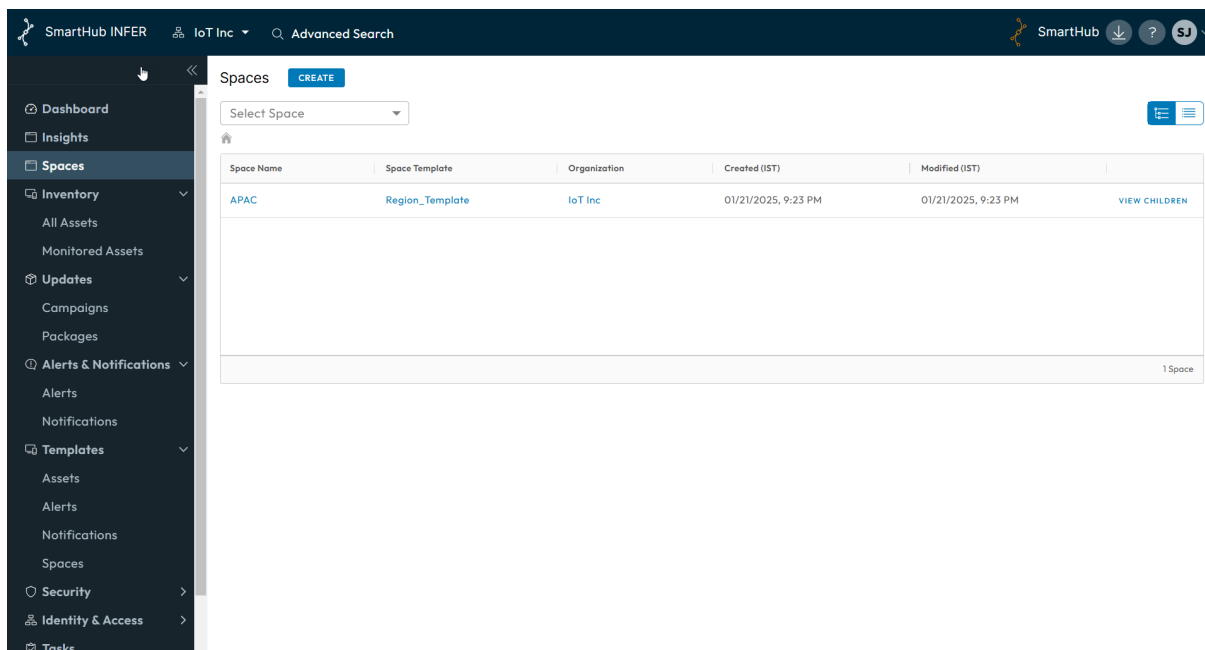 SmartHub INFER IoT Inc Advanced Search SmartHub ? SJ
Dashboard
Insights
Spaces
Inventory
All Assets
Monitored Assets
Updates
Campaigns
Packages
Alerts & Notifications
Alerts
Notifications
Templates
Assets
Alerts
Notifications
Spaces
Security
Identity & Access
Tasks
Spaces CREATE
Select Space
Space Name Space Template Organization Created (IST) Modified (IST)
APAC Region_Template IoT Inc 01/21/2025, 9:23 PM 01/21/2025, 9:23 PM VIEW CHILDREN
1 Space